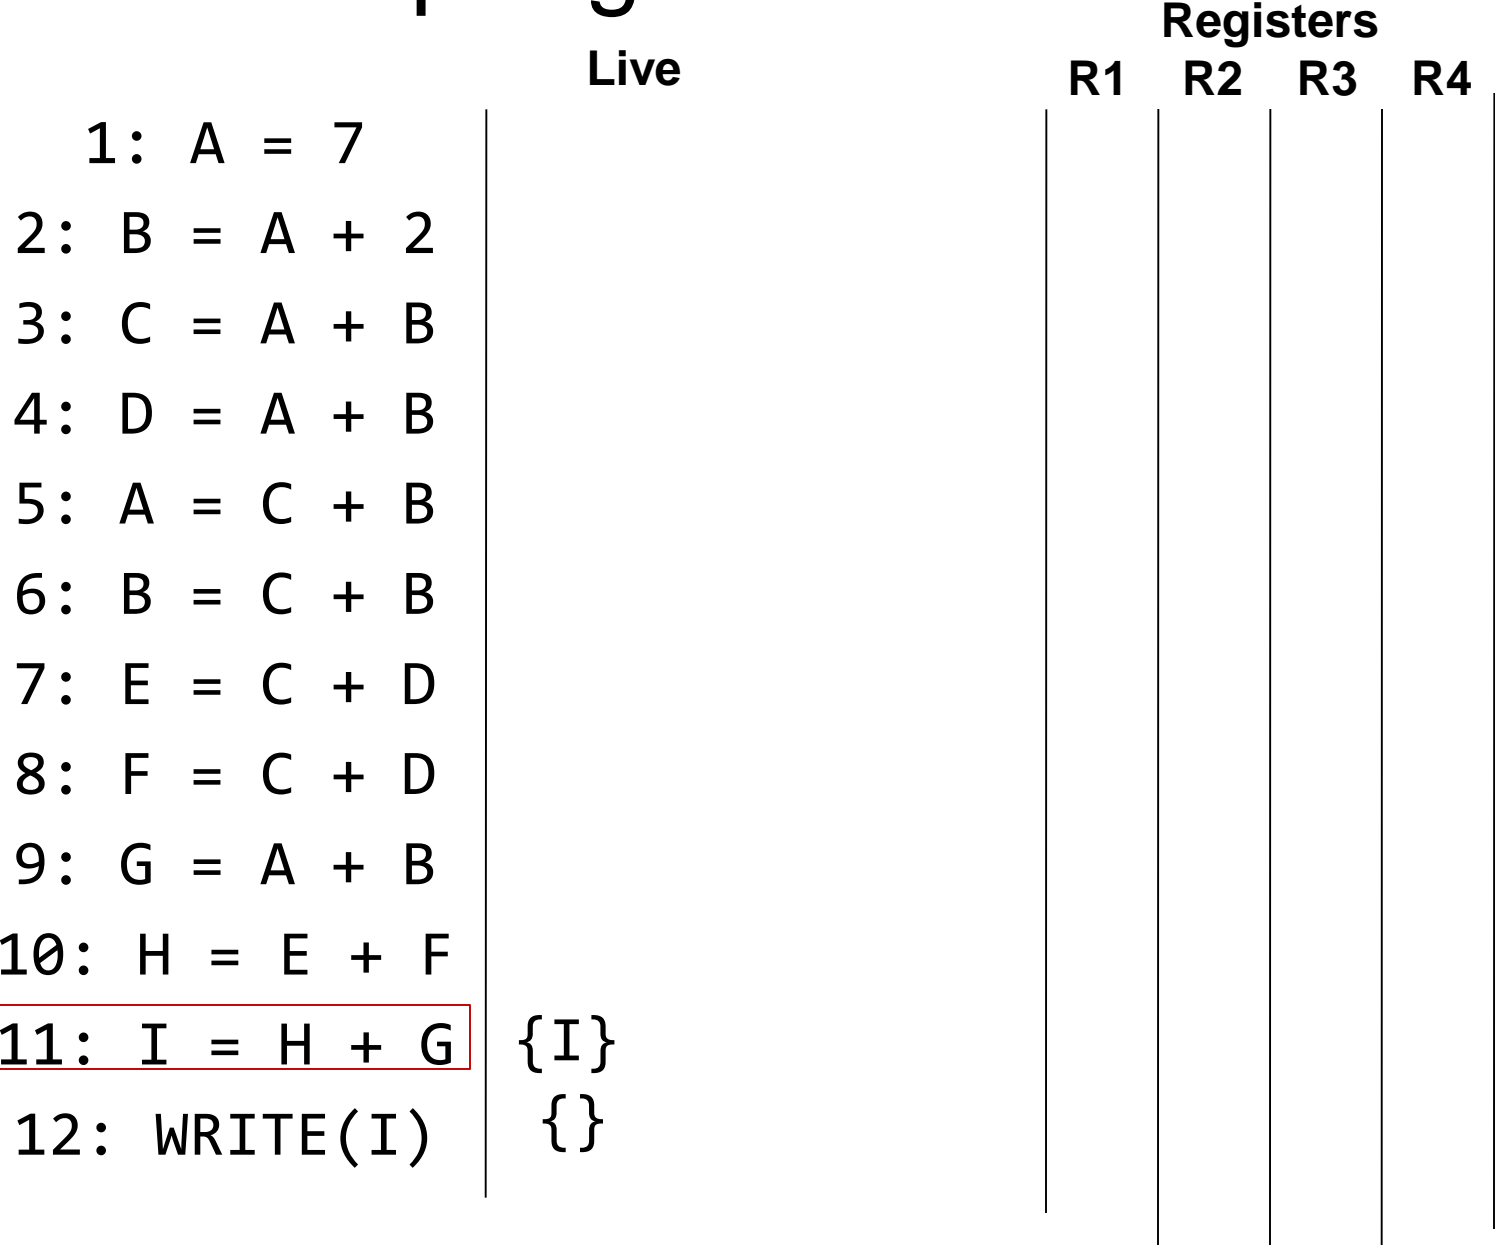 Registers
Live
R1 R2 R3 R4
1: A = 7
2: B = A + 2
3: C = A + B
4: D = A + B
5: A = C + B
6: B = C + B
7: E = C + D
8: F = C + D
9: G = A + B
10: H = E + F
11: I = H + G {I}
12: WRITE(I) {}